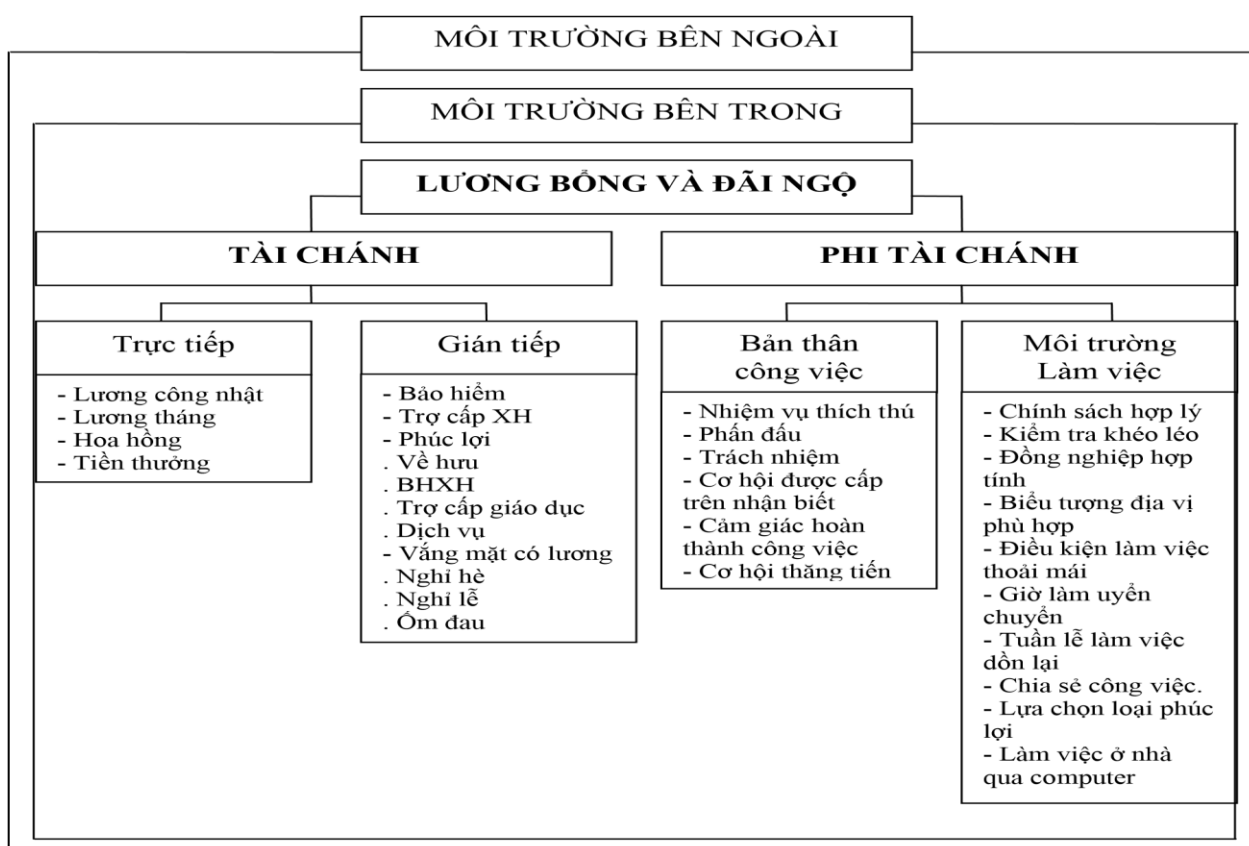 MÔI TRƯỜNG BÊN NGOÀI
MÔI TRƯỜNG BÊN TRONG
LƯƠNG BỔNG VÀ ĐÃI NGỘ
TÀI CHÁNH
PHI TÀI CHÁNH
Trực tiếp
- Lương công nhật
- Lương tháng
- Hoa hồng
- Tiền thưởng
Gián tiếp
- Bảo hiểm
- Trợ cấp XH
- Phúc lợi
. Về hưu
. BHXH
. Trợ cấp giáo dục
. Dịch vụ
- Vắng mặt có lương
. Nghỉ hè
. Nghỉ lễ
. Ốm đau
Bản thân
công việc
- Nhiệm vụ thích thú
- Phấn đấu
- Trách nhiệm
- Cơ hội được cấp
trên nhận biết
- Cảm giác hoàn
thành công việc
- Cơ hội thăng tiến
Môi trường
Làm việc
- Chính sách hợp lý
- Kiểm tra khéo léo
- Đồng nghiệp hợp
tính
- Biểu tượng địa vị
phù hợp
- Điều kiện làm việc
thoải mái
- Giờ làm uyển
chuyển
- Tuần lễ làm việc
dồn lại
- Chia sẻ công việc.
- Lựa chọn loại phúc
lợi
- Làm việc ở nhà
qua computer